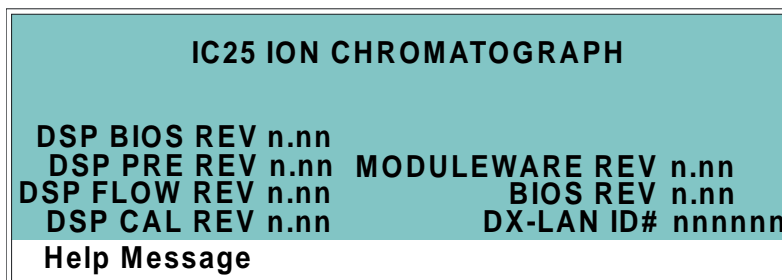 IC25 ION CHROMATOGRAPH
DSP BIOS REV n.nn
DSP PRE REV n.nn MODULEWARE REV n.nn
DSP FLOW REV n.nn BIOS REV n.nn
DSP CAL REV n.nn DX-LAN ID# nnnnnn
Help Message